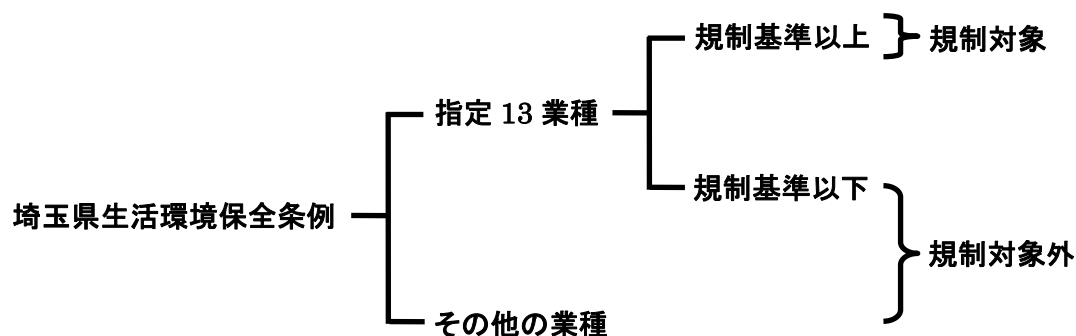 規制基準以上
規制対象
指定 13 業種
規制基準以下
埼玉県生活環境保全条例
規制対象外
その他の業種